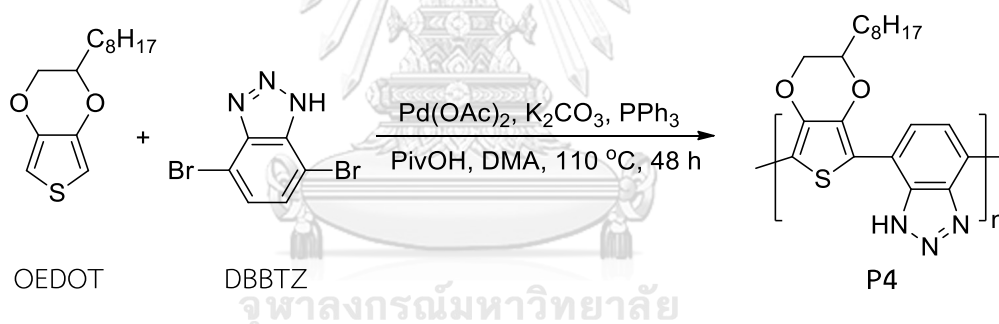 C8H17
O
O
S
OEDOT
+
N
N
NH
Br
Br
DBBTZ
Pd(OAc)2, K2CO3, PPh3
PivOH, DMA, 110 oC, 48 h
C8H17
O
O
S
HN
N
N
n
P4
จุฬาลงกรณ์มหาวิทยาลัย